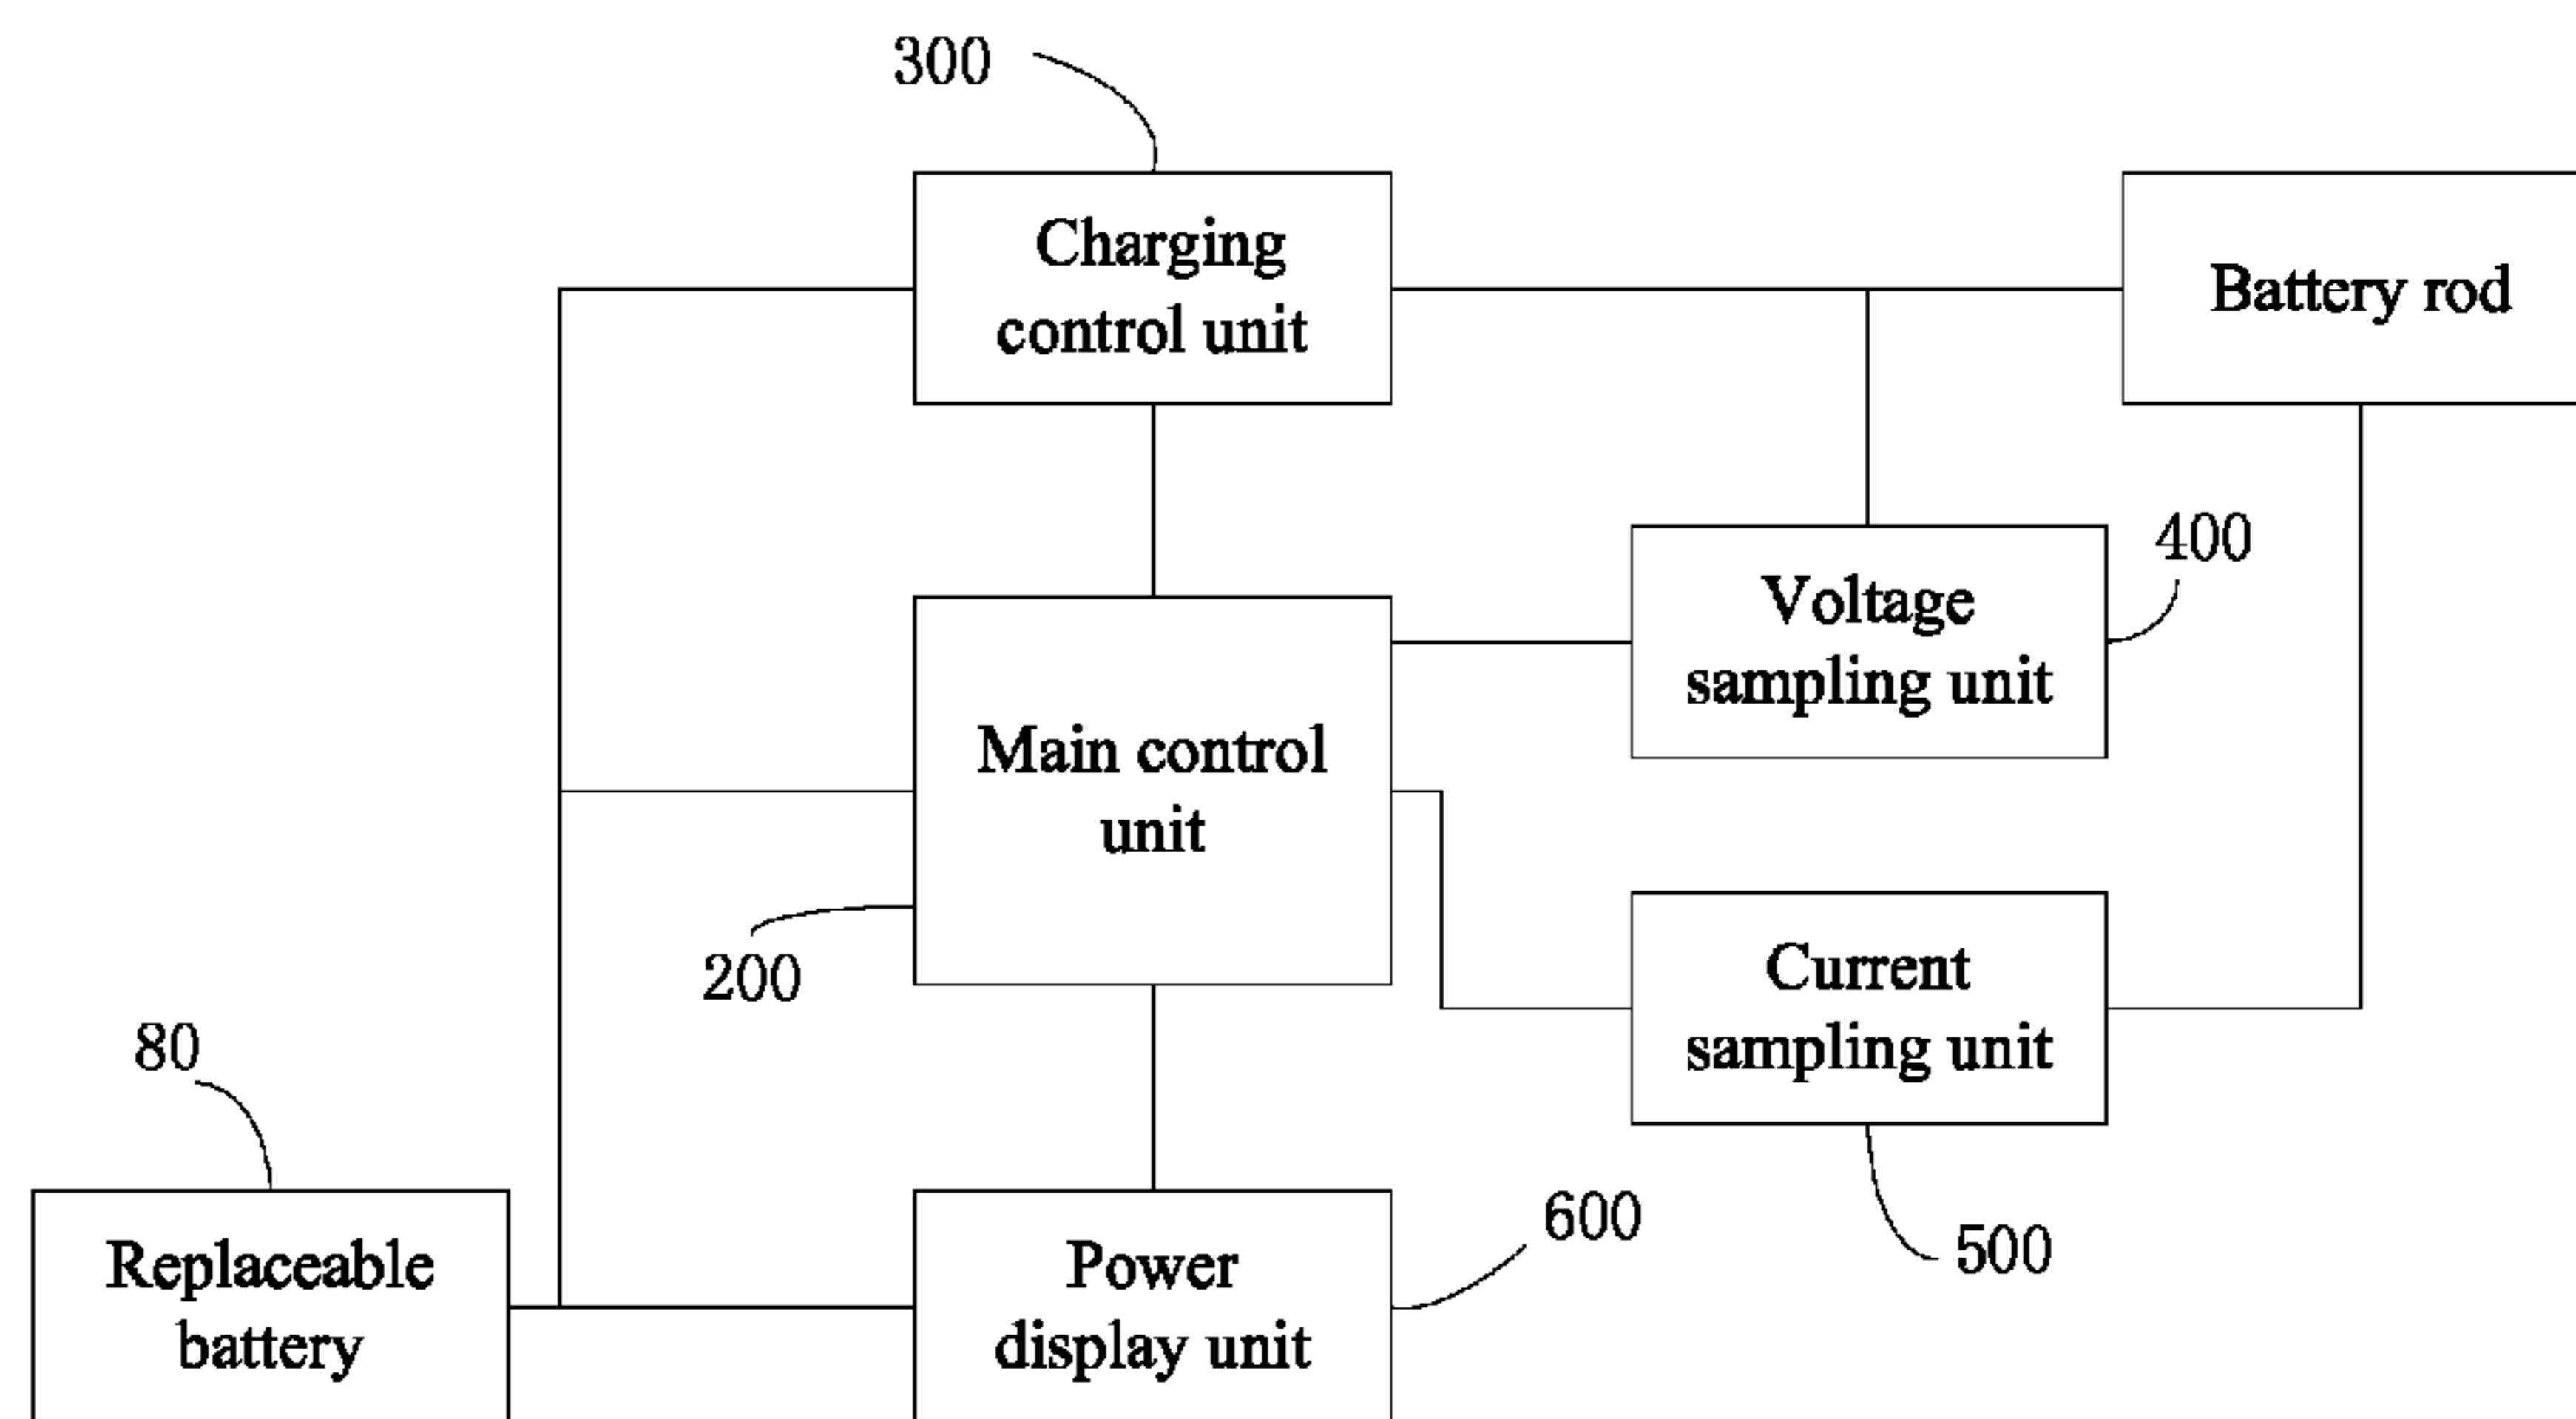 300
Charging
control unit
Battery rod
400
Voltage
sampling unit
Main control
unit
200
Current
sampling unit
500
80
Replaceable
battery
Power
display unit
600